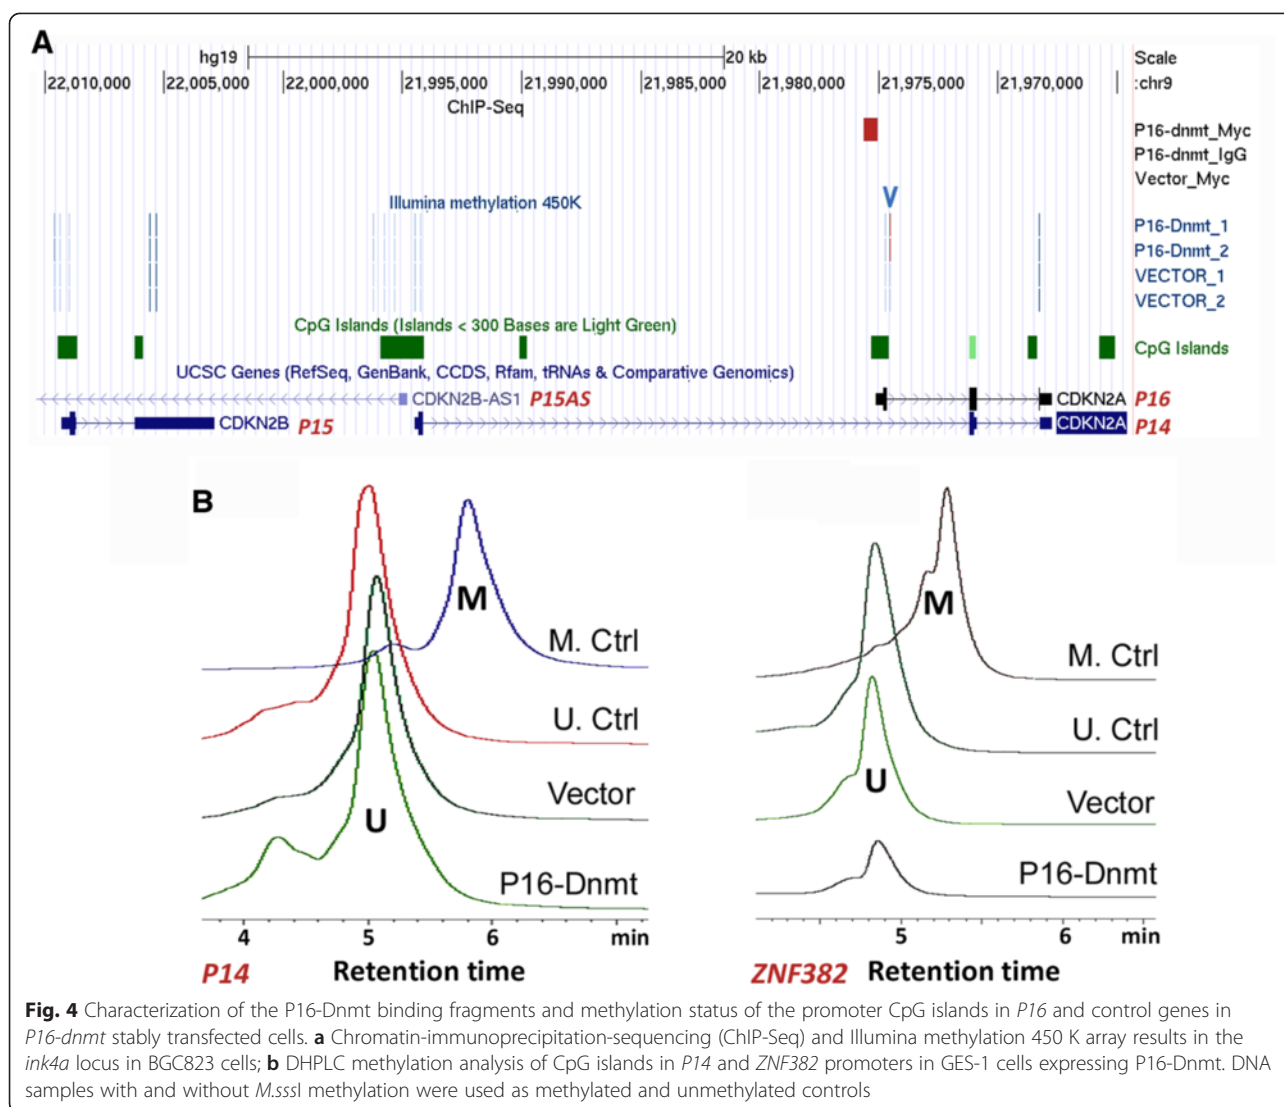 A
hg19 20 kb Scale
22,010,000 22,005,000 22,000,000 21,995,000 21,990,000 21,985,000 21,980,000 21,975,000 21,970,000 :chr9
ChIP-Seq
P16-dnmt_Myc
P16-dnmt_IgG
Vector_Myc
V
Illumina methylation 450K
P16-Dnmt_1
P16-Dnmt_2
VECTOR_1
VECTOR_2
CpG Islands (Islands < 300 Bases are Light Green)
CpG Islands
UCSC Genes (RefSeq, GenBank, CCDS, Rfam, tRNAs & Comparative Genomics)
CDKN2B-AS1 P15AS CDKN2A P16
CDKN2B P15 CDKN2A P14
B
M
M. Ctrl
U. Ctrl
Vector
U
P16-Dnmt
4 5 6 min
P14 Retention time
M
M. Ctrl
U. Ctrl
U
Vector
P16-Dnmt
5 6 min
ZNF382 Retention time
Fig. 4 Characterization of the P16-Dnmt binding fragments and methylation status of the promoter CpG islands in P16 and control genes in
P16-dnmt stably transfected cells. a Chromatin-immunoprecipitation-sequencing (ChIP-Seq) and Illumina methylation 450 K array results in the
ink4a locus in BGC823 cells; b DHPLC methylation analysis of CpG islands in P14 and ZNF382 promoters in GES-1 cells expressing P16-Dnmt. DNA
samples with and without M.sssI methylation were used as methylated and unmethylated controls